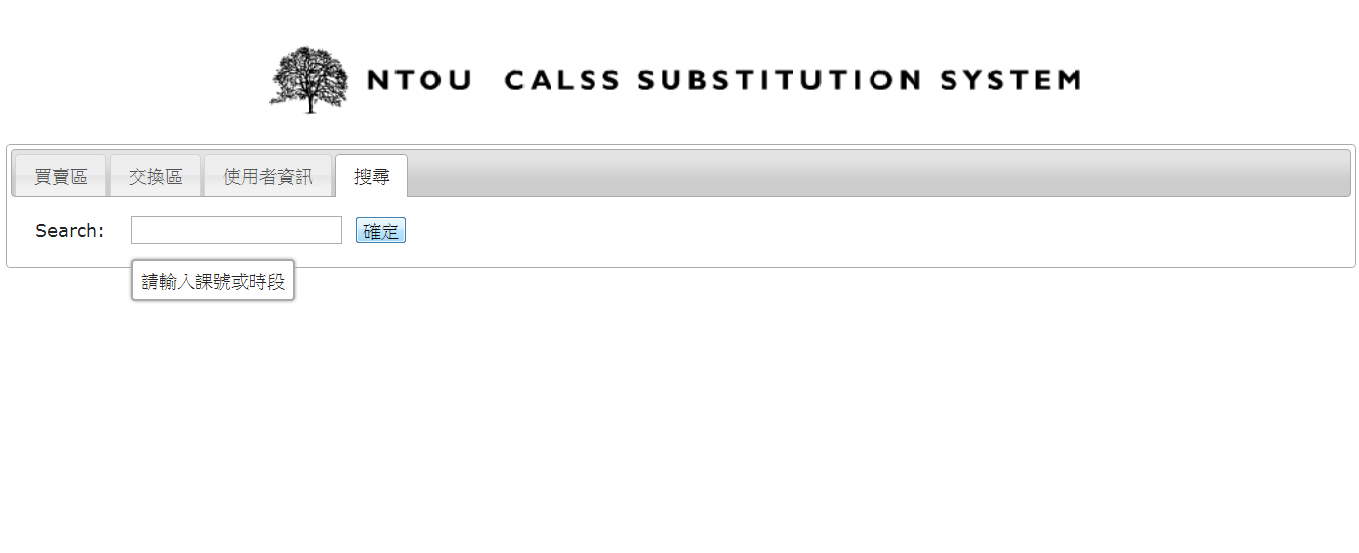 NTOU CALSS SUBSTITUTION SYSTEM
買賣區 交換區 使用者資訊 搜尋
Search: 確定
請輸入課號或時段